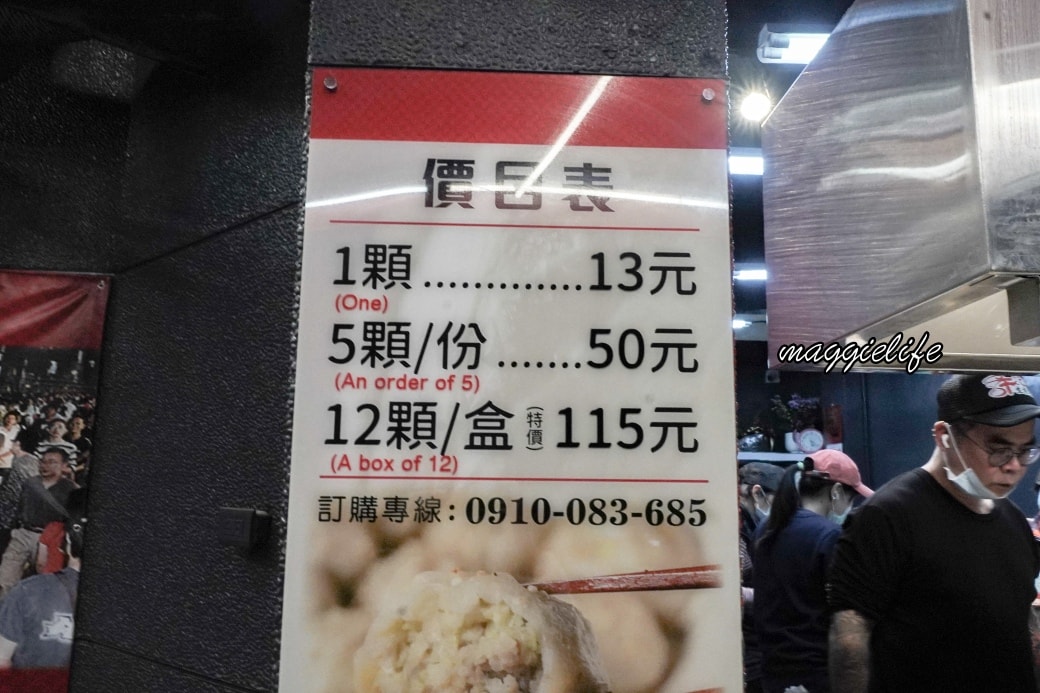 價目表
1顆.............13元
(One)
5顆/份.......50元
(An order of 5)
12顆/盒(特價)115元
(A box of 12)
訂購專線:0910-083-685
maggielife